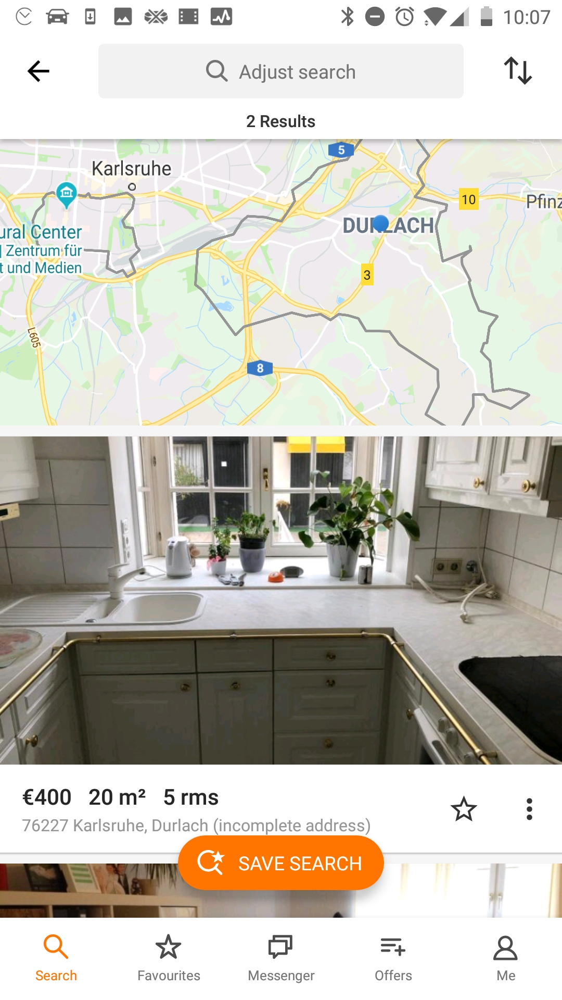 10:07
Adjust search
2 Results
5
Karlsruhe
10
Pfinz
DURLACH
ural Center
Zentrum für
t und Medien
3
L605
8
€400 20 m² 5 rms
76227 Karlsruhe, Durlach (incomplete address)
SAVE SEARCH
Search Favourites Messenger Offers Me